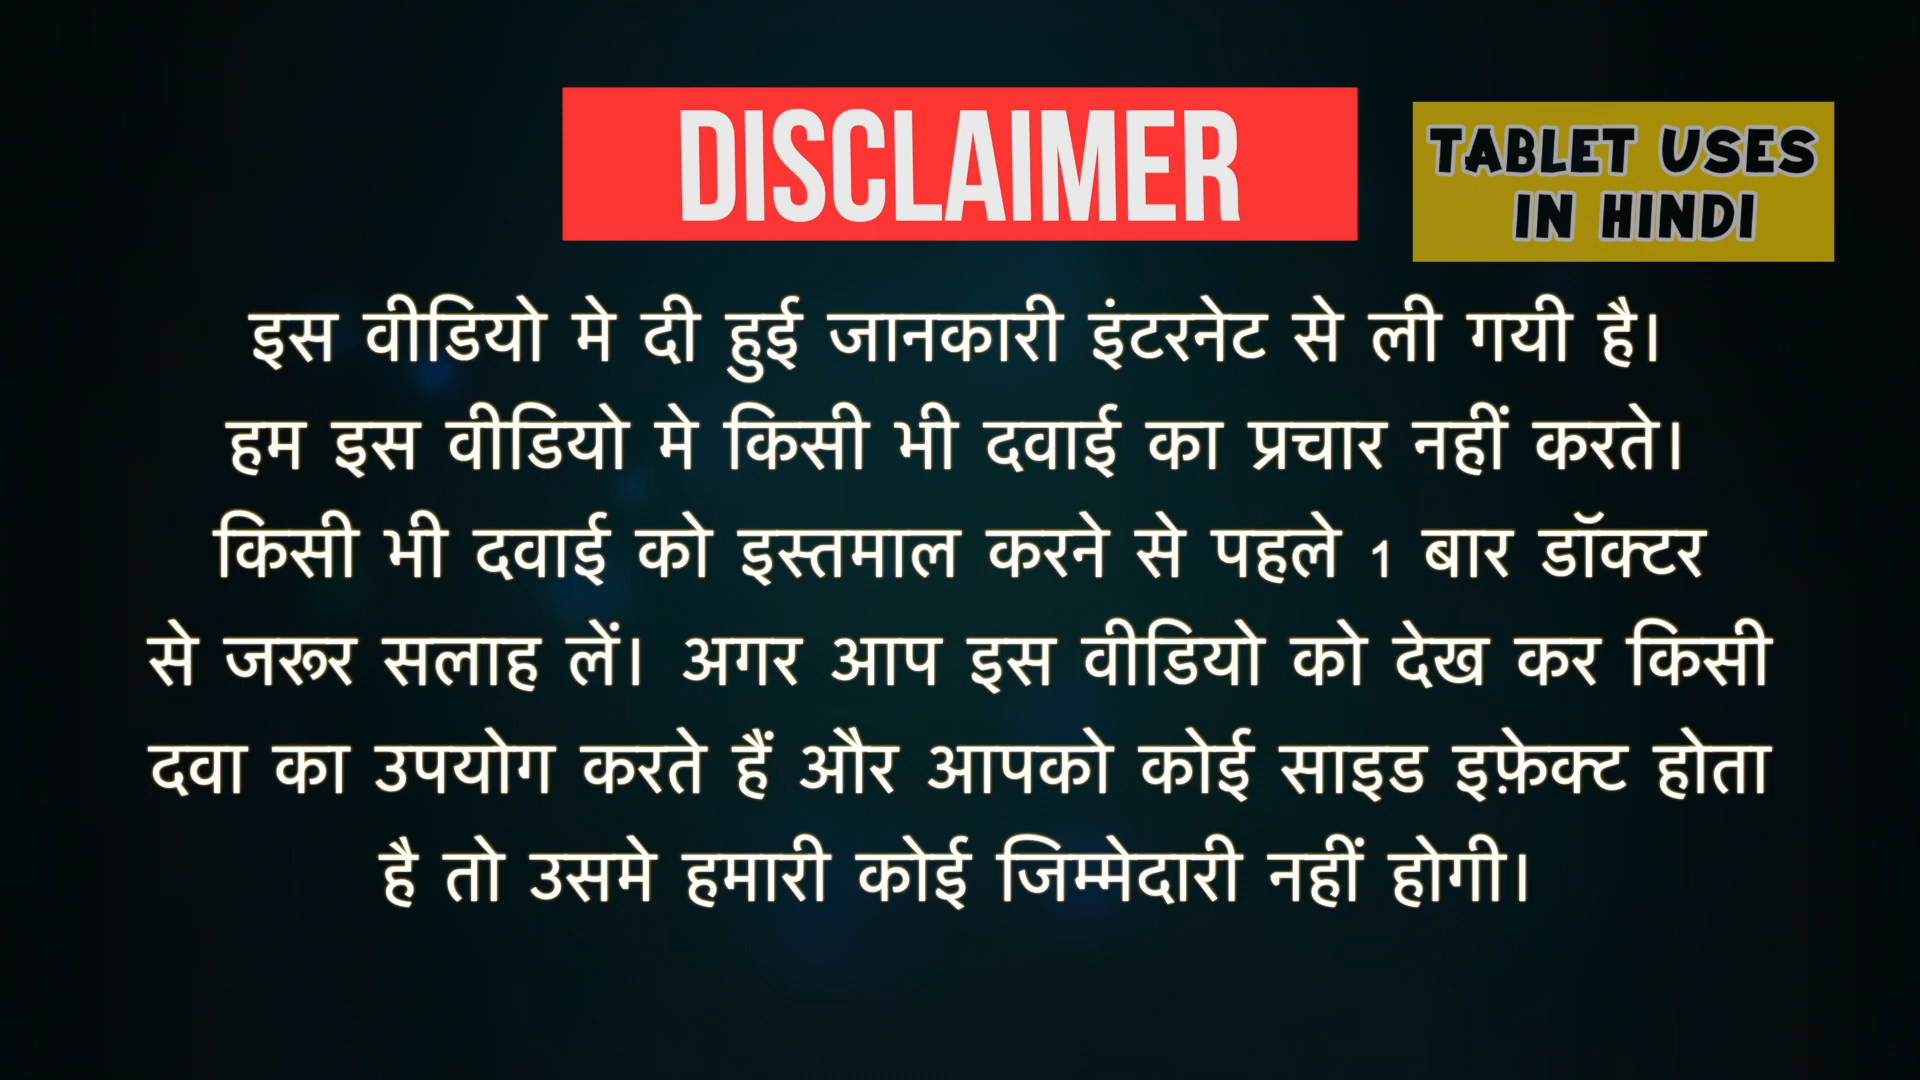 DISCLAIMER
TABLET USES
IN HINDI
इस वीडियो मे दी हुई जानकारी इंटरनेट से ली गयी है।
हम इस वीडियो मे किसी भी दवाई का प्रचार नहीं करते।
किसी भी दवाई को इस्तमाल करने से पहले 1 बार डॉक्टर
से जरूर सलाह लें। अगर आप इस वीडियो को देख कर किसी
दवा का उपयोग करते हैं और आपको कोई साइड इफ़ेक्ट होता
है तो उसमे हमारी कोई जिम्मेदारी नहीं होगी।